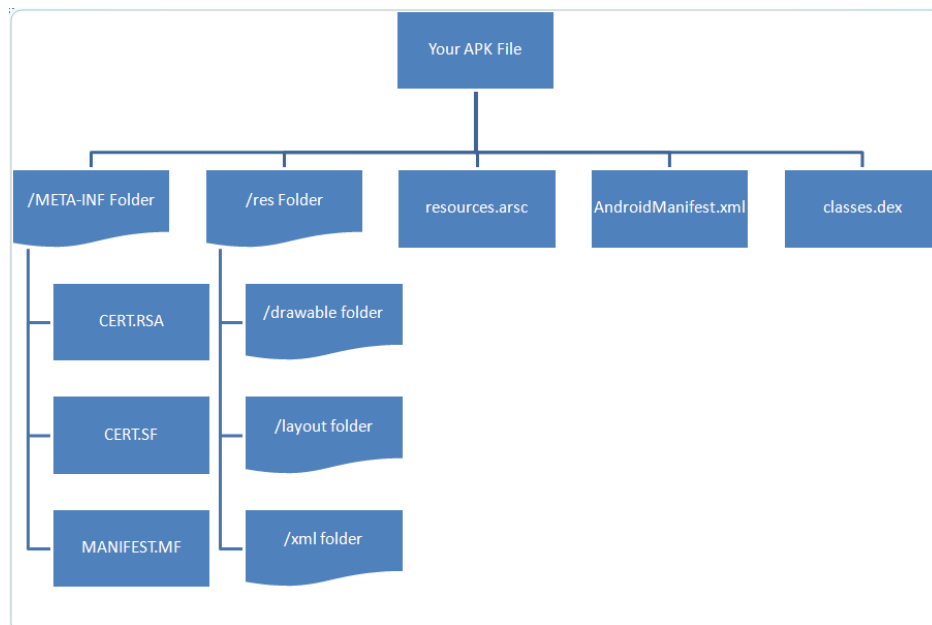 Your APK File
/META-INF Folder
/res Folder
resources.arsc
AndroidManifest.xml
classes.dex
CERT.RSA
/drawable folder
CERT.SF
/layout folder
MANIFEST.MF
/xml folder